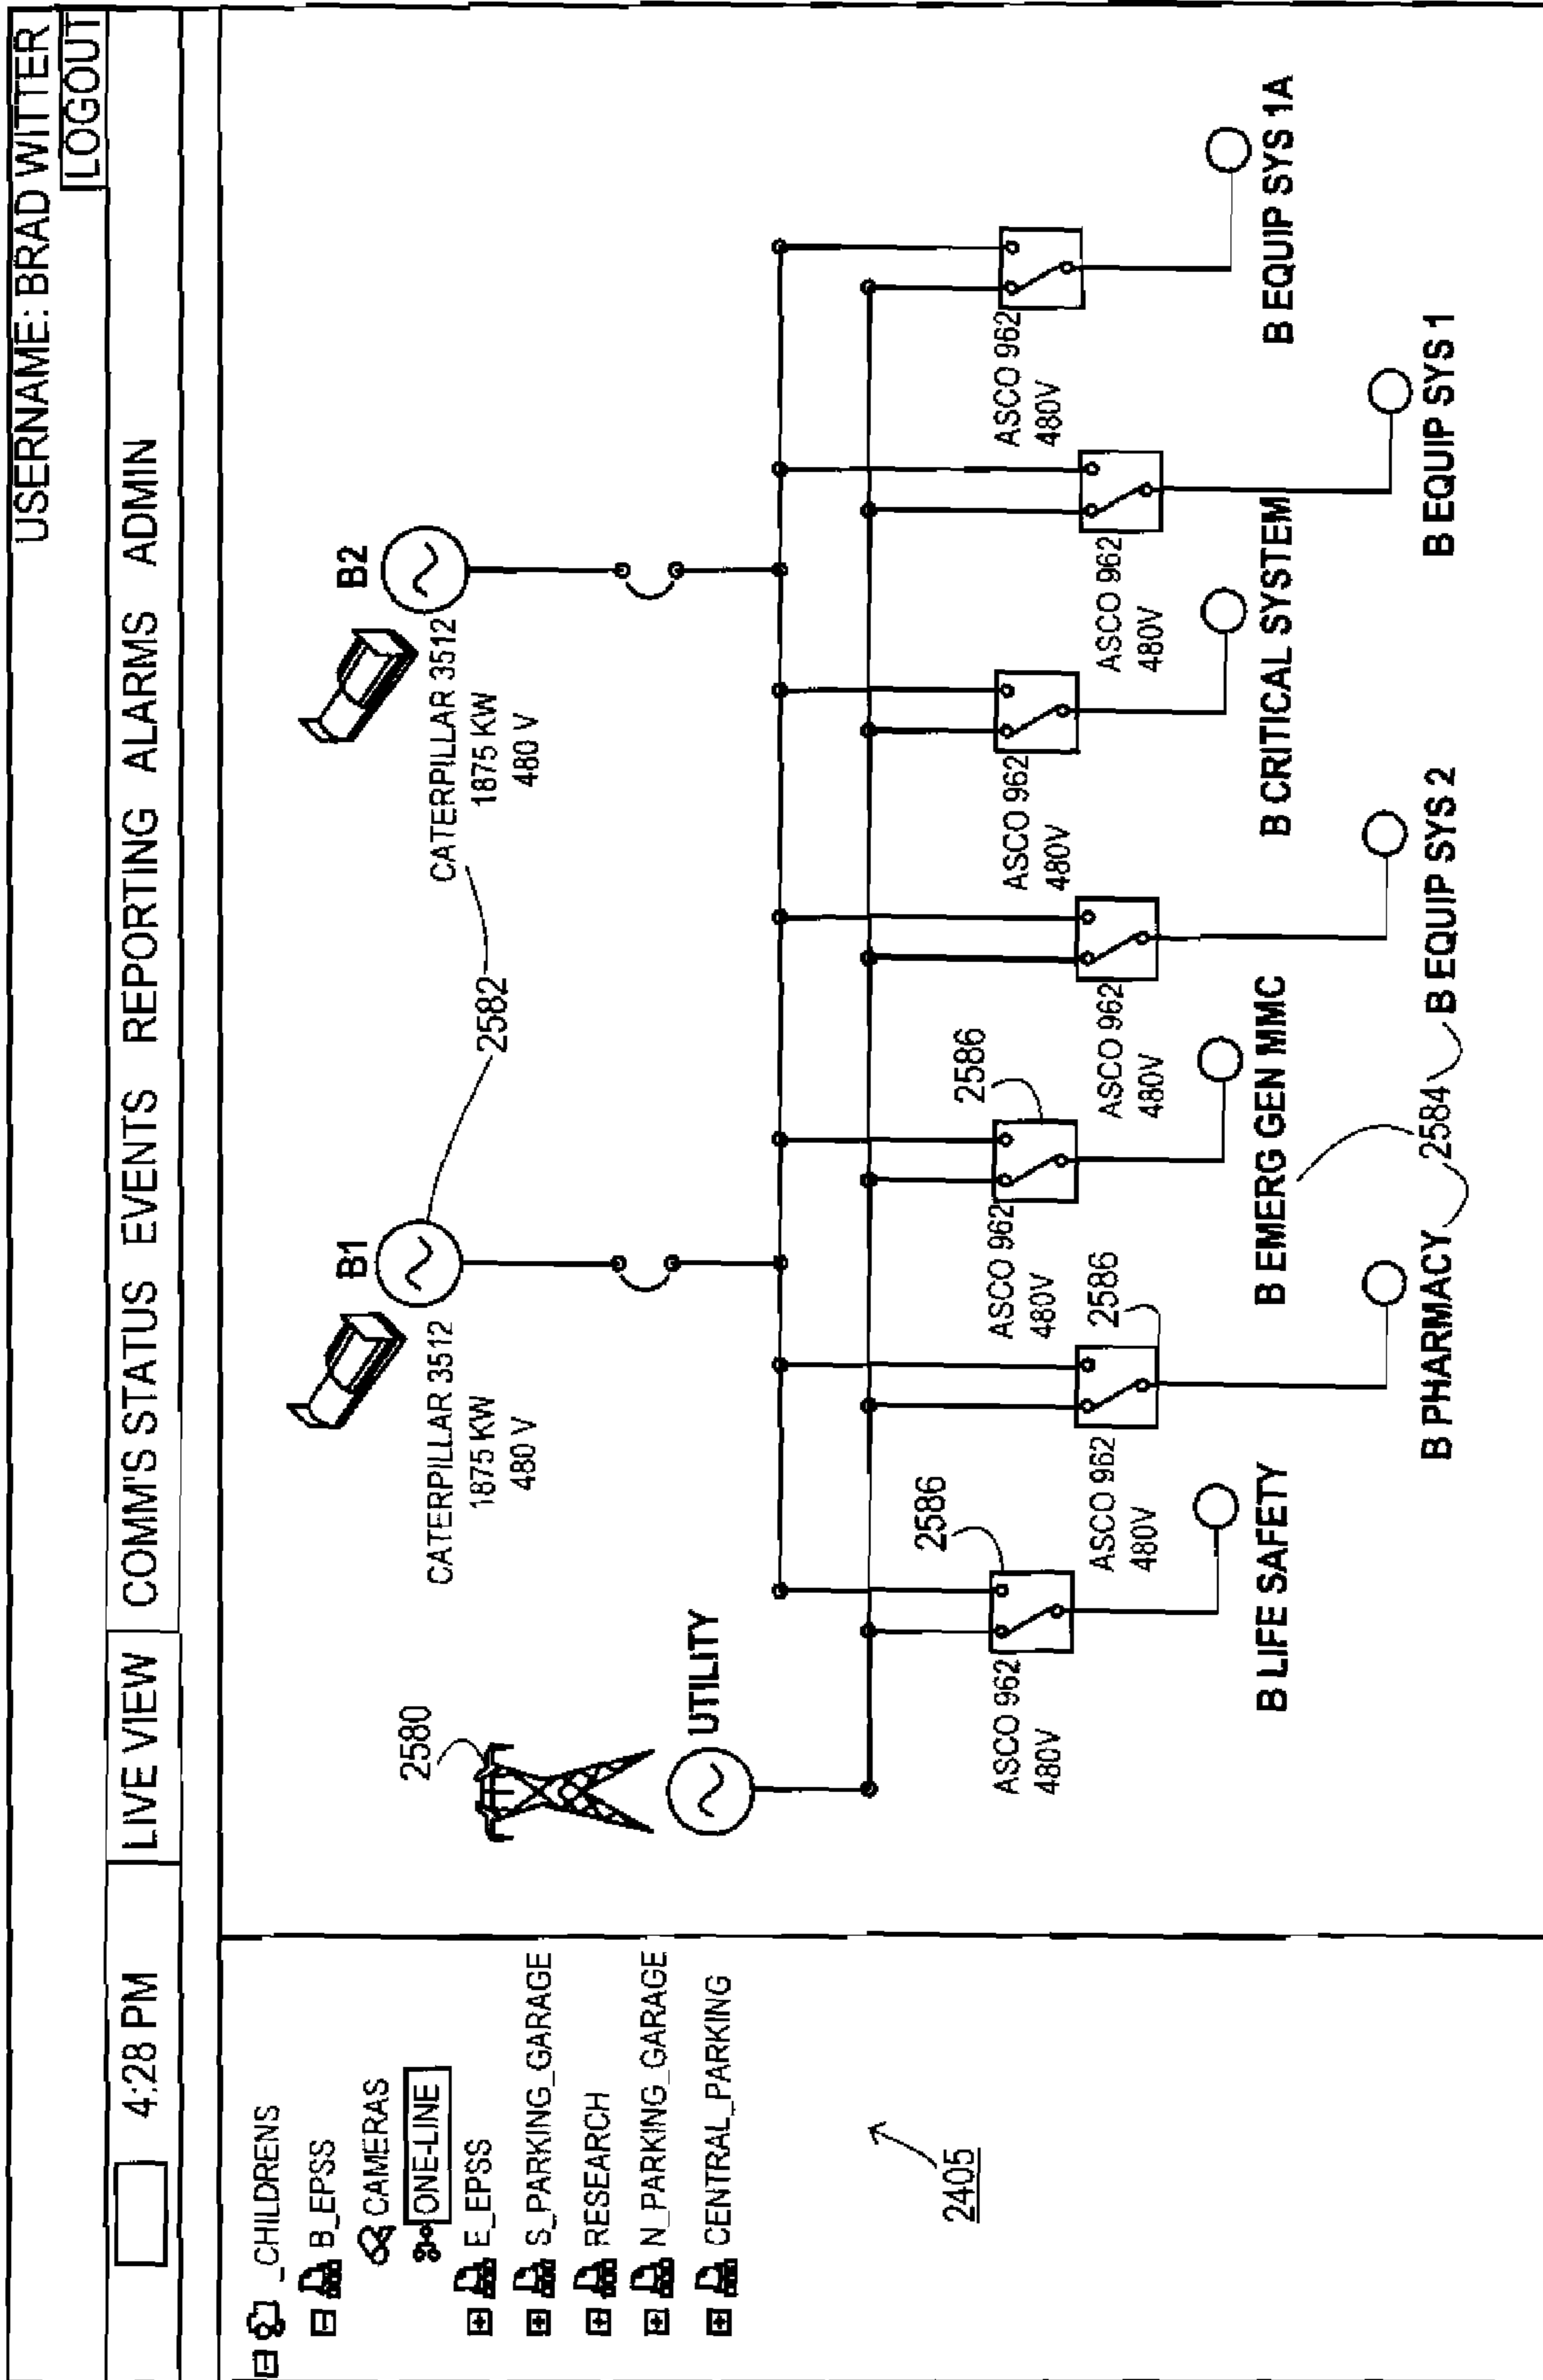 USERNAME: BRAD WITTER
LOGOUT
4:28 PM
LIVE VIEW COMM'S STATUS EVENTS REPORTING ALARMS ADMIN
_CHILDRENS
B_EPSS
CAMERAS
ONE-LINE
E_EPSS
S_PARKING_GARAGE
RESEARCH
N_PARKING_GARAGE
CENTRAL_PARKING
2405
2580
UTILITY
B1
CATERPILLAR 3512
1875 KW
480 V
2582
B2
CATERPILLAR 3512
1875 KW
480 V
2586
ASCO 962
480V
B LIFE SAFETY
2586
ASCO 962
480V
B PHARMACY
2586
ASCO 962
480V
B EMERG GEN MMC
2584
ASCO 962
480V
B EQUIP SYS 2
ASCO 962
480V
B CRITICAL SYSTEM
ASCO 962
480V
B EQUIP SYS 1
ASCO 962
480V
B EQUIP SYS 1A